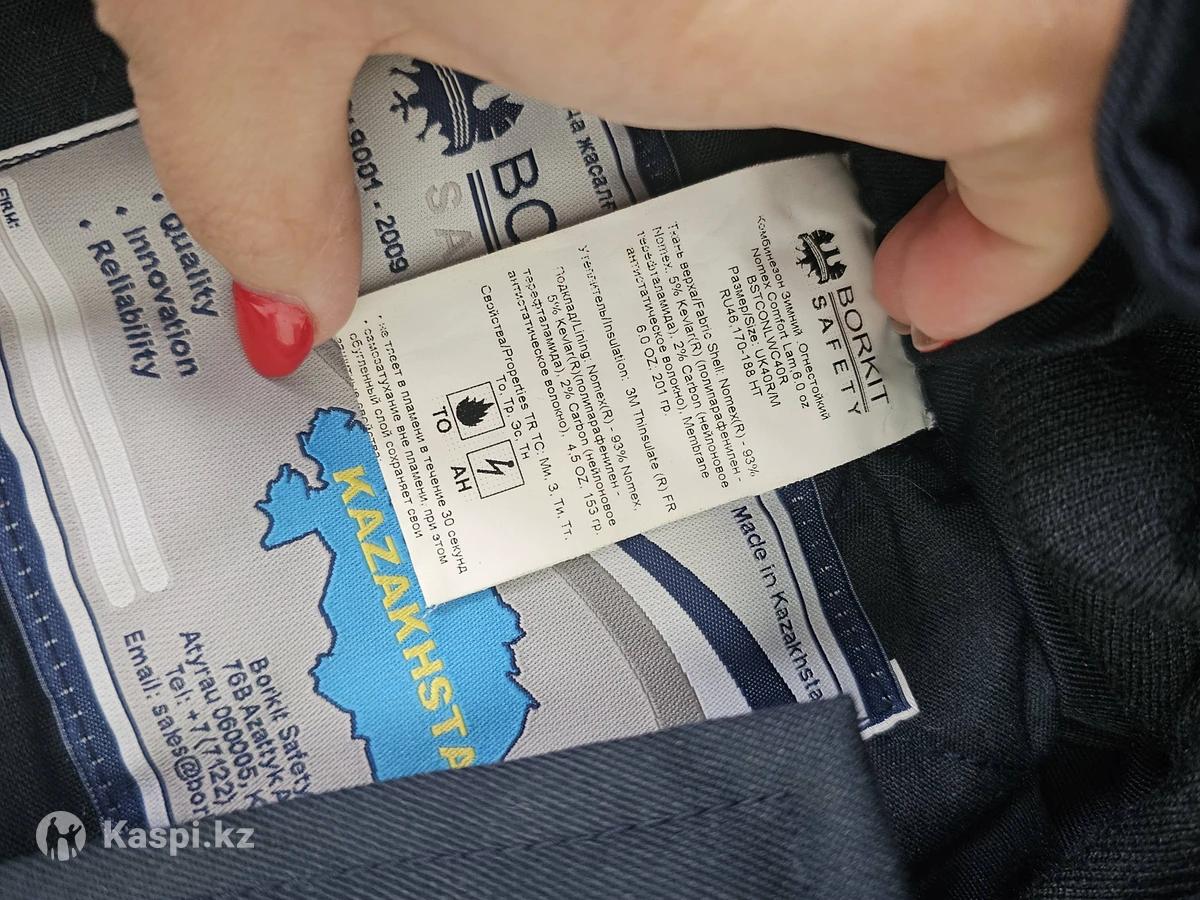 BORKIT
SAFETY
Комбинезон Зимний, Огнестойкий
Nomex Comfort Lam.6.0 oz
BSTCONLWC40R
Размер/Size: UK40R/M
RU46,170-188 HT
Ткань верха/Fabric Shell: Nomex(R) - 93%
Nomex, 5% Kevlar(R) (полипарафенилен -
терефталамида), 2% Carbon (нейлоновое
антистатическое волокно), Membrane
6.0 OZ. 201 гр.
Утеплитель/Insulation: 3M Thinsulate (R) FR
Подклад/Lining: Nomex(R) - 93% Nomex,
5% Kevlar(R)(полипарафенилен -
терефталамида), 2% Carbon (нейлоновое
антистатическое волокно), 4,5 OZ. 153 гр.
Свойства/Properties TR TC: Ми, З, Ти, Тт.
То, Тр, Эс, Тн
ТО АН
• не тлеет в пламени в течение 30 секунд
• самозатухание вне пламени, при этом
обугленный слой сохраняет свои
BO
SA
9001 - 2009
да жасалғ
FIRM:
• Quality
• Innovation
• Reliability
KAZAKHSTA
Made in Kazakhsta
Borkit Safety
76B Azattyk A
Atyrau 060005, K
Tel: +7 (7122)
Email: sales@bor
Kaspi.kz